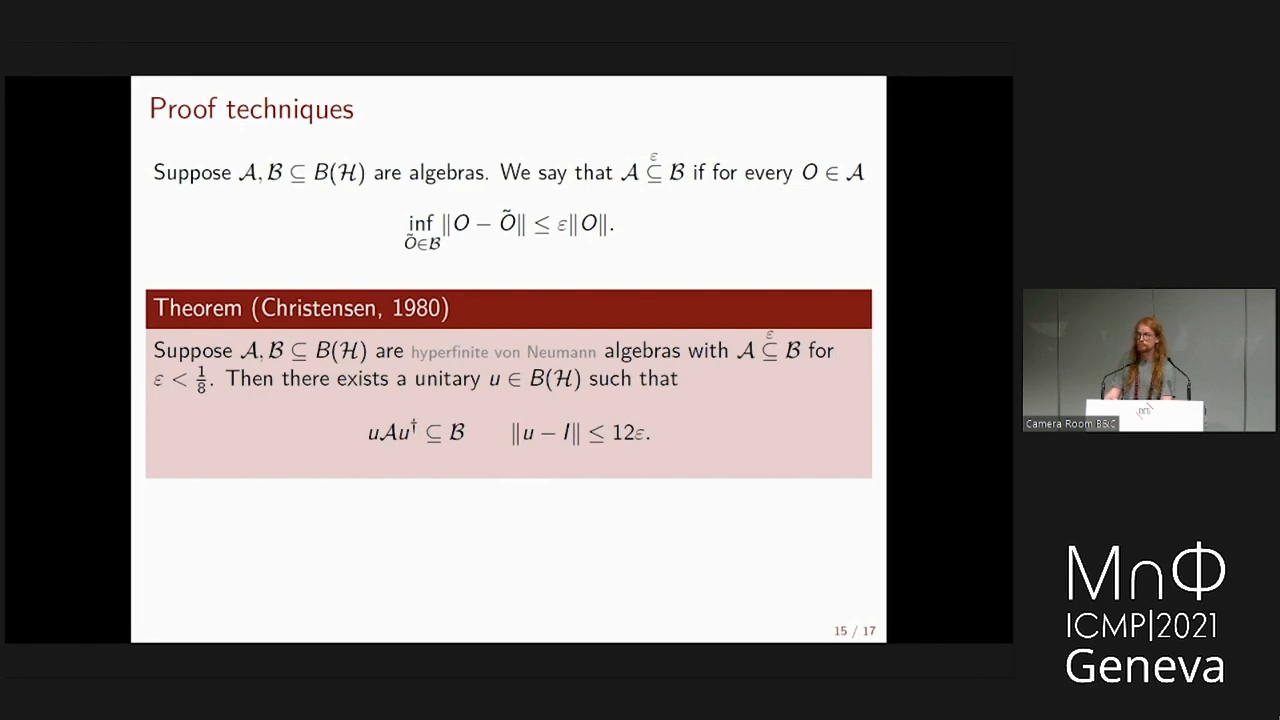 Proof techniques
Suppose 𝒜, ℬ ⊆ B(ℋ) are algebras. We say that 𝒜 ⊆^ε ℬ if for every O ∈ 𝒜
inf_{Õ∈ℬ} ‖O − Õ‖ ≤ ε‖O‖.
Theorem (Christensen, 1980)
Suppose 𝒜, ℬ ⊆ B(ℋ) are hyperfinite von Neumann algebras with 𝒜 ⊆^ε ℬ for
ε < 1/8. Then there exists a unitary u ∈ B(ℋ) such that
u𝒜u† ⊆ ℬ ‖u − I‖ ≤ 12ε.
15 / 17
Camera Room B&C
M∩Φ
ICMP|2021
Geneva